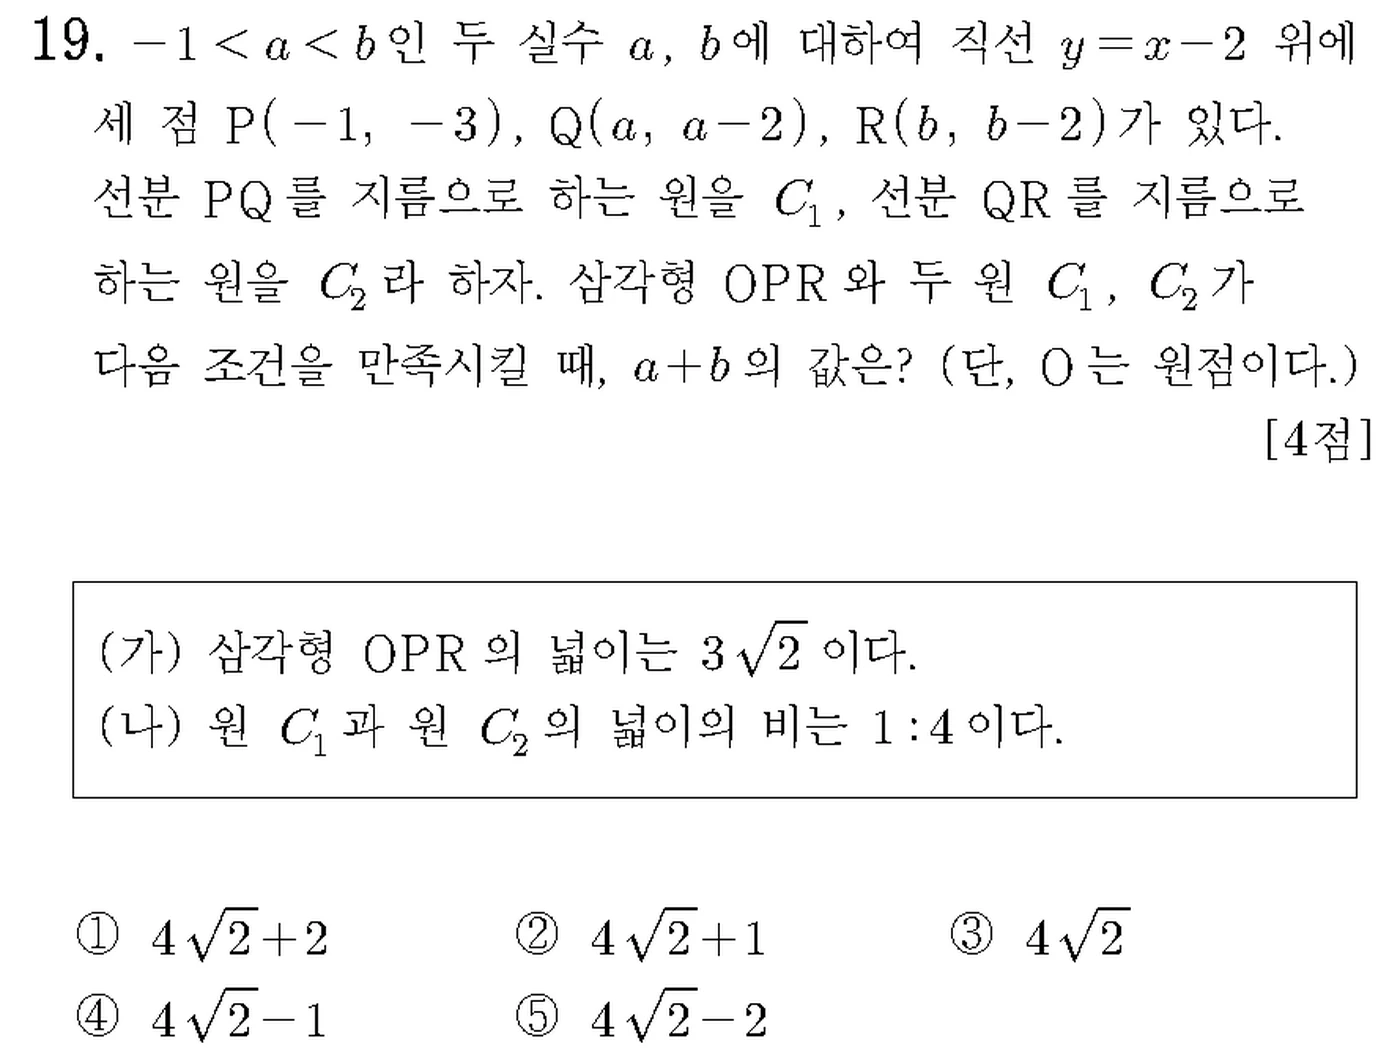 19. -1 < a < b인 두 실수 a, b에 대하여 직선 y=x-2 위에
세 점 P(-1, -3), Q(a, a-2), R(b, b-2)가 있다.
선분 PQ를 지름으로 하는 원을 C₁, 선분 QR를 지름으로
하는 원을 C₂라 하자. 삼각형 OPR와 두 원 C₁, C₂가
다음 조건을 만족시킬 때, a+b의 값은? (단, O는 원점이다.)
[4점]
(가) 삼각형 OPR의 넓이는 3√2 이다.
(나) 원 C₁과 원 C₂의 넓이의 비는 1:4이다.
① 4√2+2 ② 4√2+1 ③ 4√2
④ 4√2-1 ⑤ 4√2-2